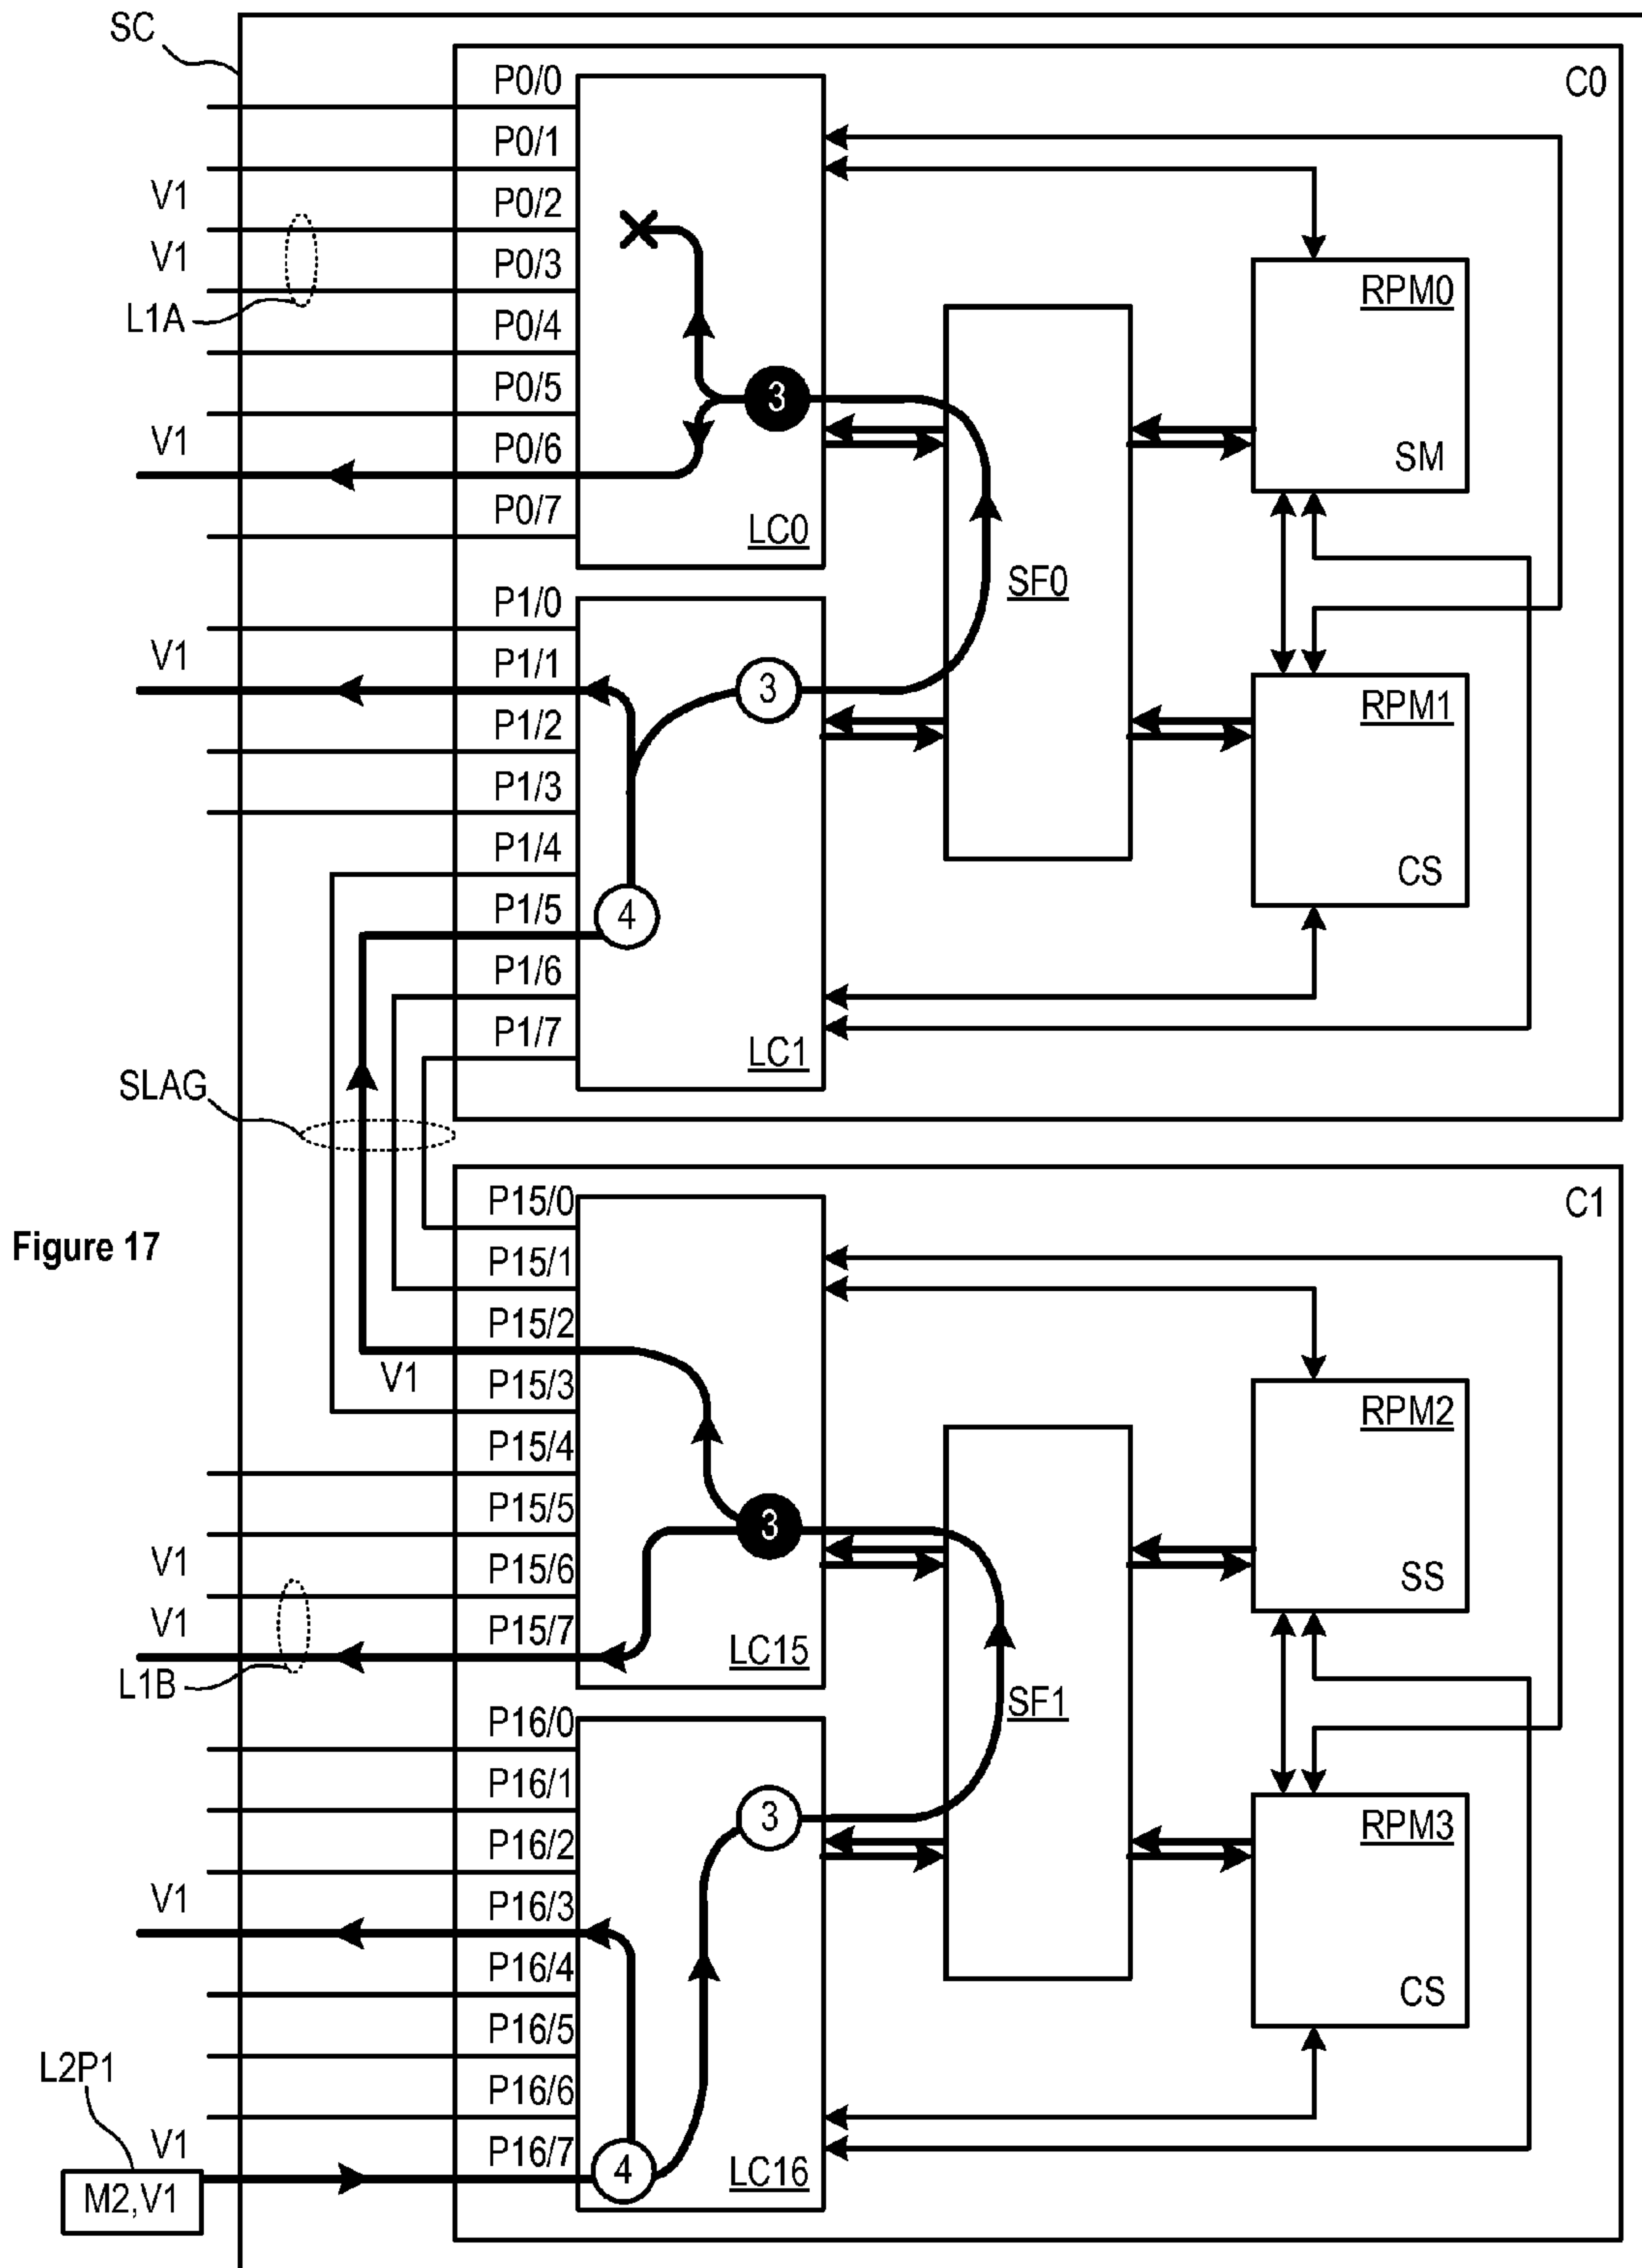 SC
C0
P0/0
P0/1
V1
P0/2
V1
P0/3
L1A
P0/4
P0/5
V1
P0/6
P0/7
3
LC0
RPM0
SM
SF0
P1/0
V1
P1/1
P1/2
P1/3
P1/4
P1/5
P1/6
P1/7
3
4
LC1
RPM1
CS
SLAG
Figure 17
C1
P15/0
P15/1
P15/2
V1
P15/3
P15/4
P15/5
V1
P15/6
V1
P15/7
L1B
3
LC15
RPM2
SS
SF1
P16/0
P16/1
P16/2
V1
P16/3
P16/4
P16/5
P16/6
L2P1
V1
P16/7
M2,V1
3
4
LC16
RPM3
CS